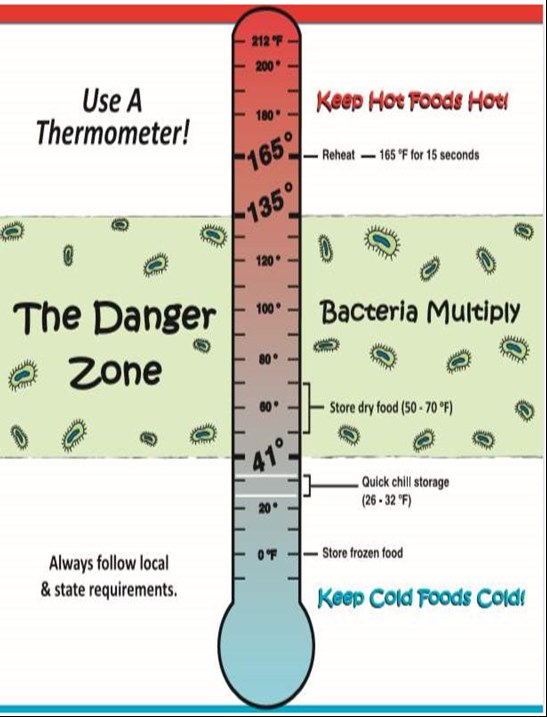 212 °F
200°
Use A
Thermometer!
Keep Hot Foods Hot!
180°
165°
Reheat — 165 °F for 15 seconds
135°
120°
The Danger
Zone
100°
Bacteria Multiply
80°
60°
Store dry food (50 - 70 °F)
41°
Quick chill storage
(26 - 32 °F)
20°
0 °F
Store frozen food
Always follow local
& state requirements.
Keep Cold Foods Cold!